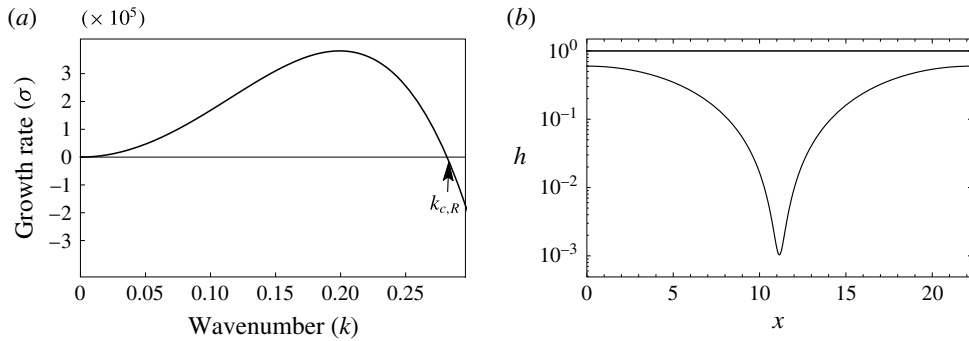 (a) (× 10⁵)
Growth rate (σ)
3
2
1
0
−1
−2
−3
k_{c,R}
0 0.05 0.10 0.15 0.20 0.25
Wavenumber (k)
(b)
h
10⁰
10⁻¹
10⁻²
10⁻³
0 5 10 15 20
x